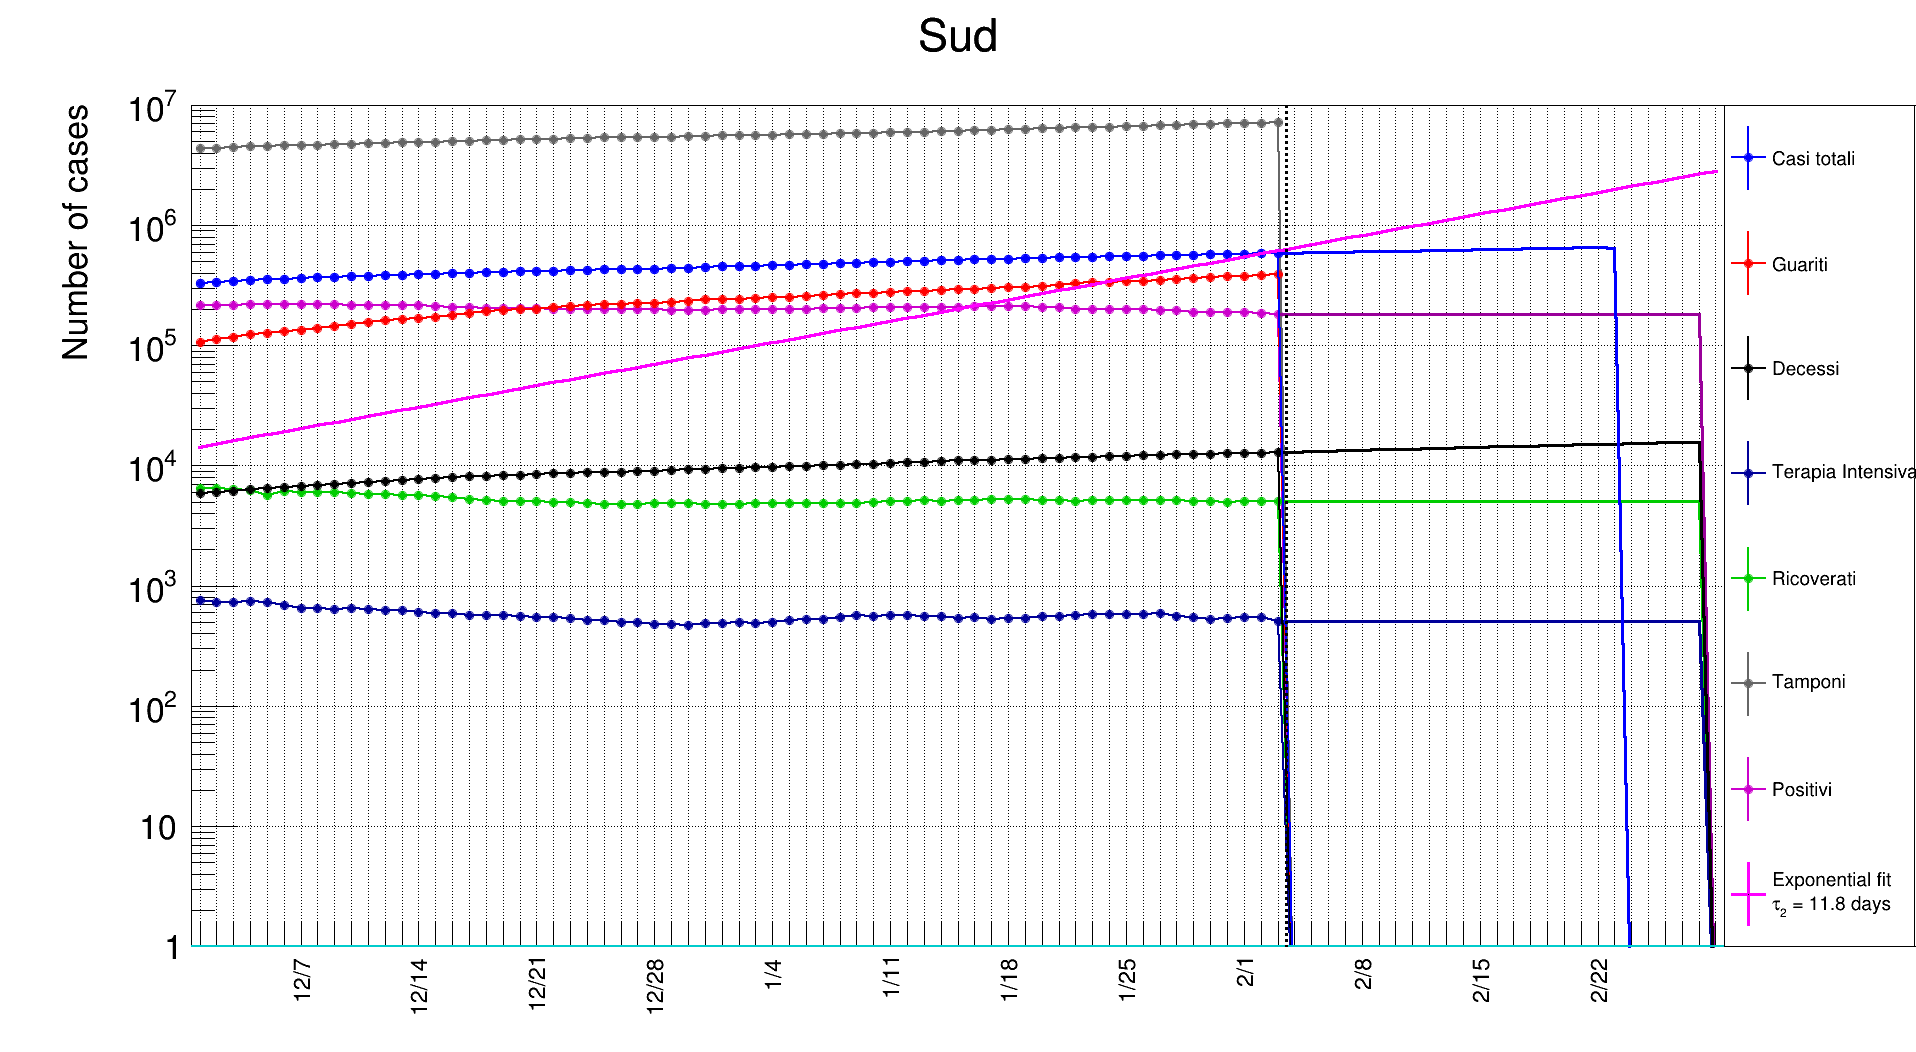 Sud
Number of cases
10^7
10^6
10^5
10^4
10^3
10^2
10
1
12/7
12/14
12/21
12/28
1/4
1/11
1/18
1/25
2/1
2/8
2/15
2/22
Casi totali
Guariti
Decessi
Terapia Intensiva
Ricoverati
Tamponi
Positivi
Exponential fit
τ₂ = 11.8 days